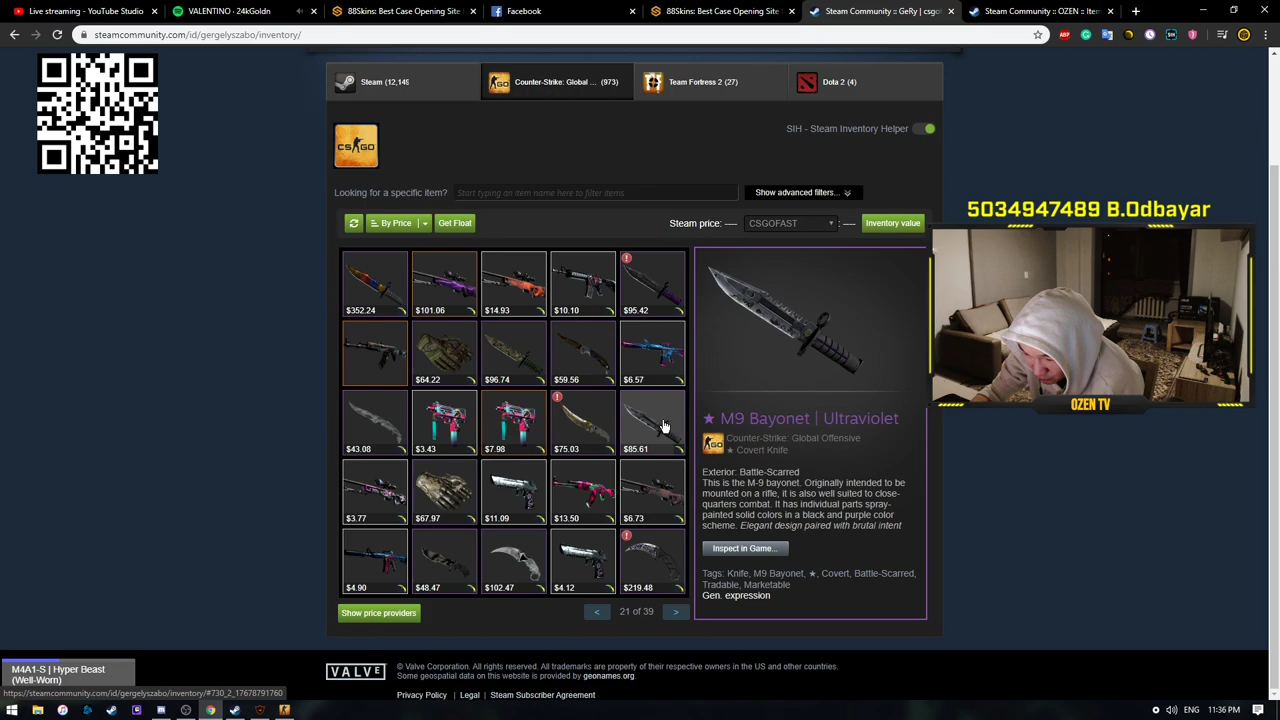 Live streaming - YouTube Studio
VALENTINO · 24kGoldn
88Skins: Best Case Opening Site
Facebook
88Skins: Best Case Opening Site
Steam Community :: GeRy | csgof
Steam Community :: OZEN :: Item
steamcommunity.com/id/gergelyszabo/inventory/
Steam (12,149
Counter-Strike: Global ... (973)
Team Fortress 2 (27)
Dota 2 (4)
CS:GO
SIH - Steam Inventory Helper
Looking for a specific item?
Start typing an item name here to filter items
Show advanced filters...
By Price
Get Float
Steam price: —
CSGOFAST
: —
Inventory value
5034947489 B.Odbayar
$352.24
$101.06
$14.93
$10.10
$95.42
$64.22
$96.74
$59.56
$6.57
$43.08
$3.43
$7.98
$75.03
$85.61
$3.77
$67.97
$11.09
$13.50
$6.73
$4.90
$48.47
$102.47
$4.12
$219.48
OZEN TV
★ M9 Bayonet | Ultraviolet
Counter-Strike: Global Offensive
★ Covert Knife
Exterior: Battle-Scarred
This is the M-9 bayonet. Originally intended to be
mounted on a rifle, it is also well suited to close-
quarters combat. It has individual parts spray-
painted solid colors in a black and purple color
scheme. Elegant design paired with brutal intent
Inspect in Game...
Tags: Knife, M9 Bayonet, ★, Covert, Battle-Scarred,
Tradable, Marketable
Gen. expression
Show price providers
<
21 of 39
>
M4A1-S | Hyper Beast
(Well-Worn)
VALVE
© Valve Corporation. All rights reserved. All trademarks are property of their respective owners in the US and other countries.
Some geospatial data on this website is provided by geonames.org.
Privacy Policy | Legal | Steam Subscriber Agreement
https://steamcommunity.com/id/gergelyszabo/inventory/#730_2_17678791760
ENG
11:36 PM